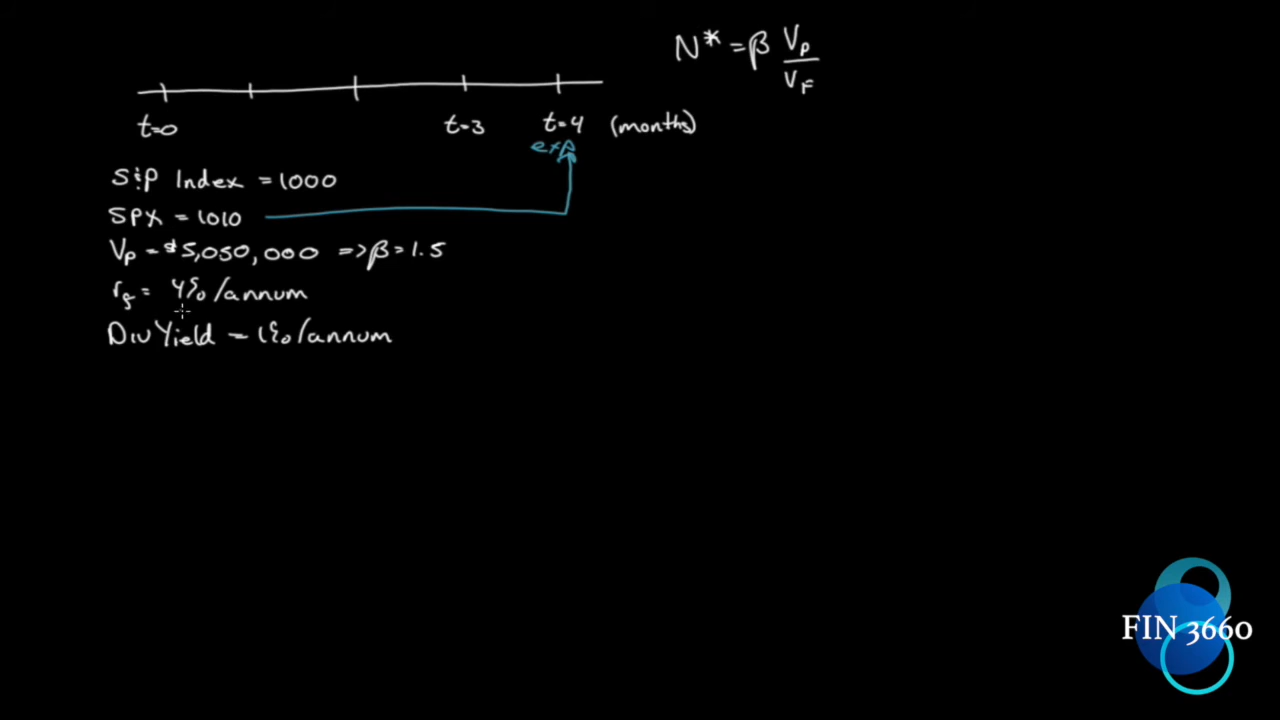 N* = β Vp / VF
t=0 t=3 t=4 (months)
exp
S&P Index = 1000
SPX = 1010
Vp = $5,050,000 => β = 1.5
rf = 4%/annum
Div Yield = 1%/annum
FIN 3660